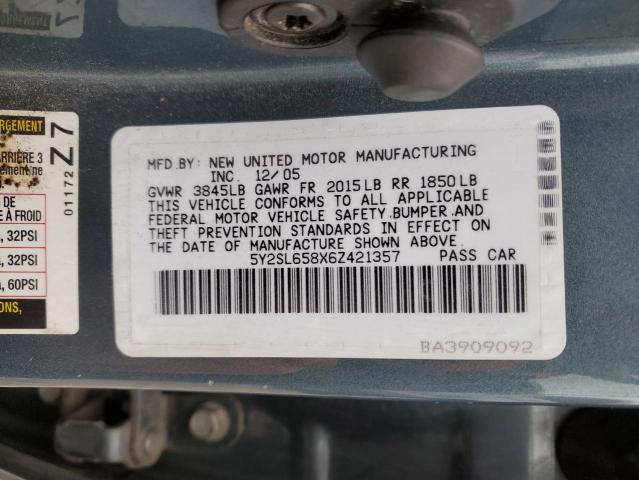 RGEMENT
ARRIÈRE 3
DE
E À FROID
, 32PSI
a, 32PSI
a, 60PSI
ONS,
01172
Z7
MFD.BY: NEW UNITED MOTOR MANUFACTURING
INC. 12/05
GVWR 3845LB GAWR FR 2015LB RR 1850LB
THIS VEHICLE CONFORMS TO ALL APPLICABLE
FEDERAL MOTOR VEHICLE SAFETY,BUMPER,AND
THEFT PREVENTION STANDARDS IN EFFECT ON
THE DATE OF MANUFACTURE SHOWN ABOVE.
5Y2SL658X6Z421357 PASS CAR
BA3909092